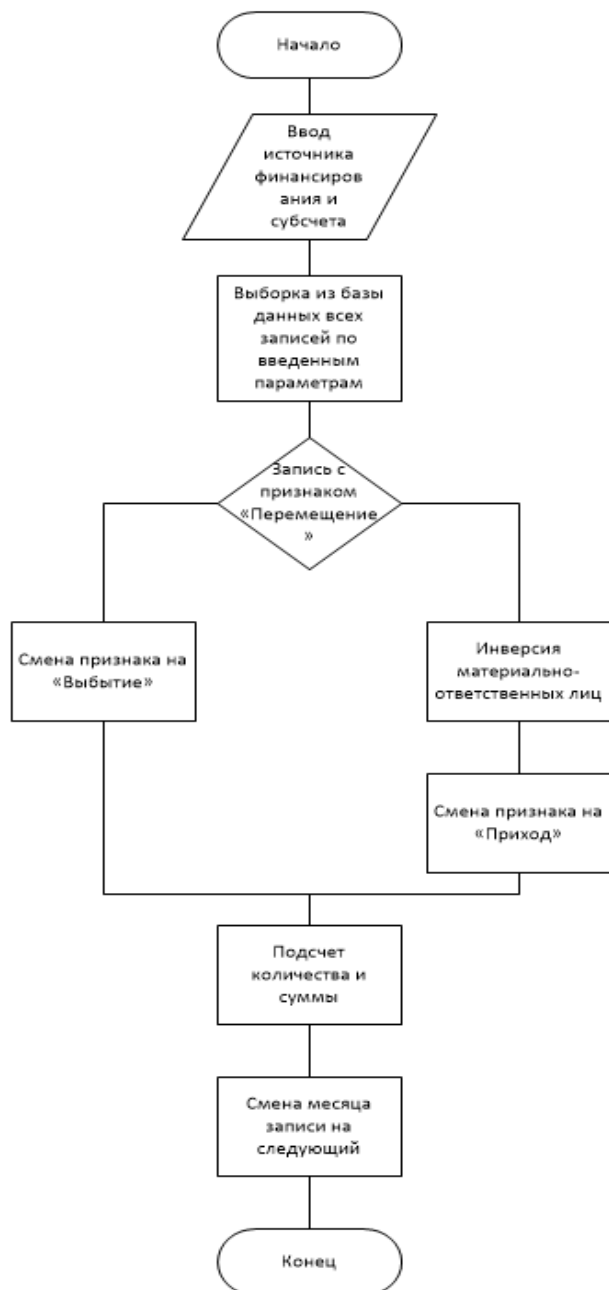 Начало
Ввод
источника
финансиров
ания и
субсчета
Выборка из базы
данных всех
записей по
введенным
параметрам
Запись с
признаком
«Перемещение
»
Смена признака на
«Выбытие»
Инверсия
материально-
ответственных лиц
Смена признака на
«Приход»
Подсчет
количества и
суммы
Смена месяца
записи на
следующий
Конец